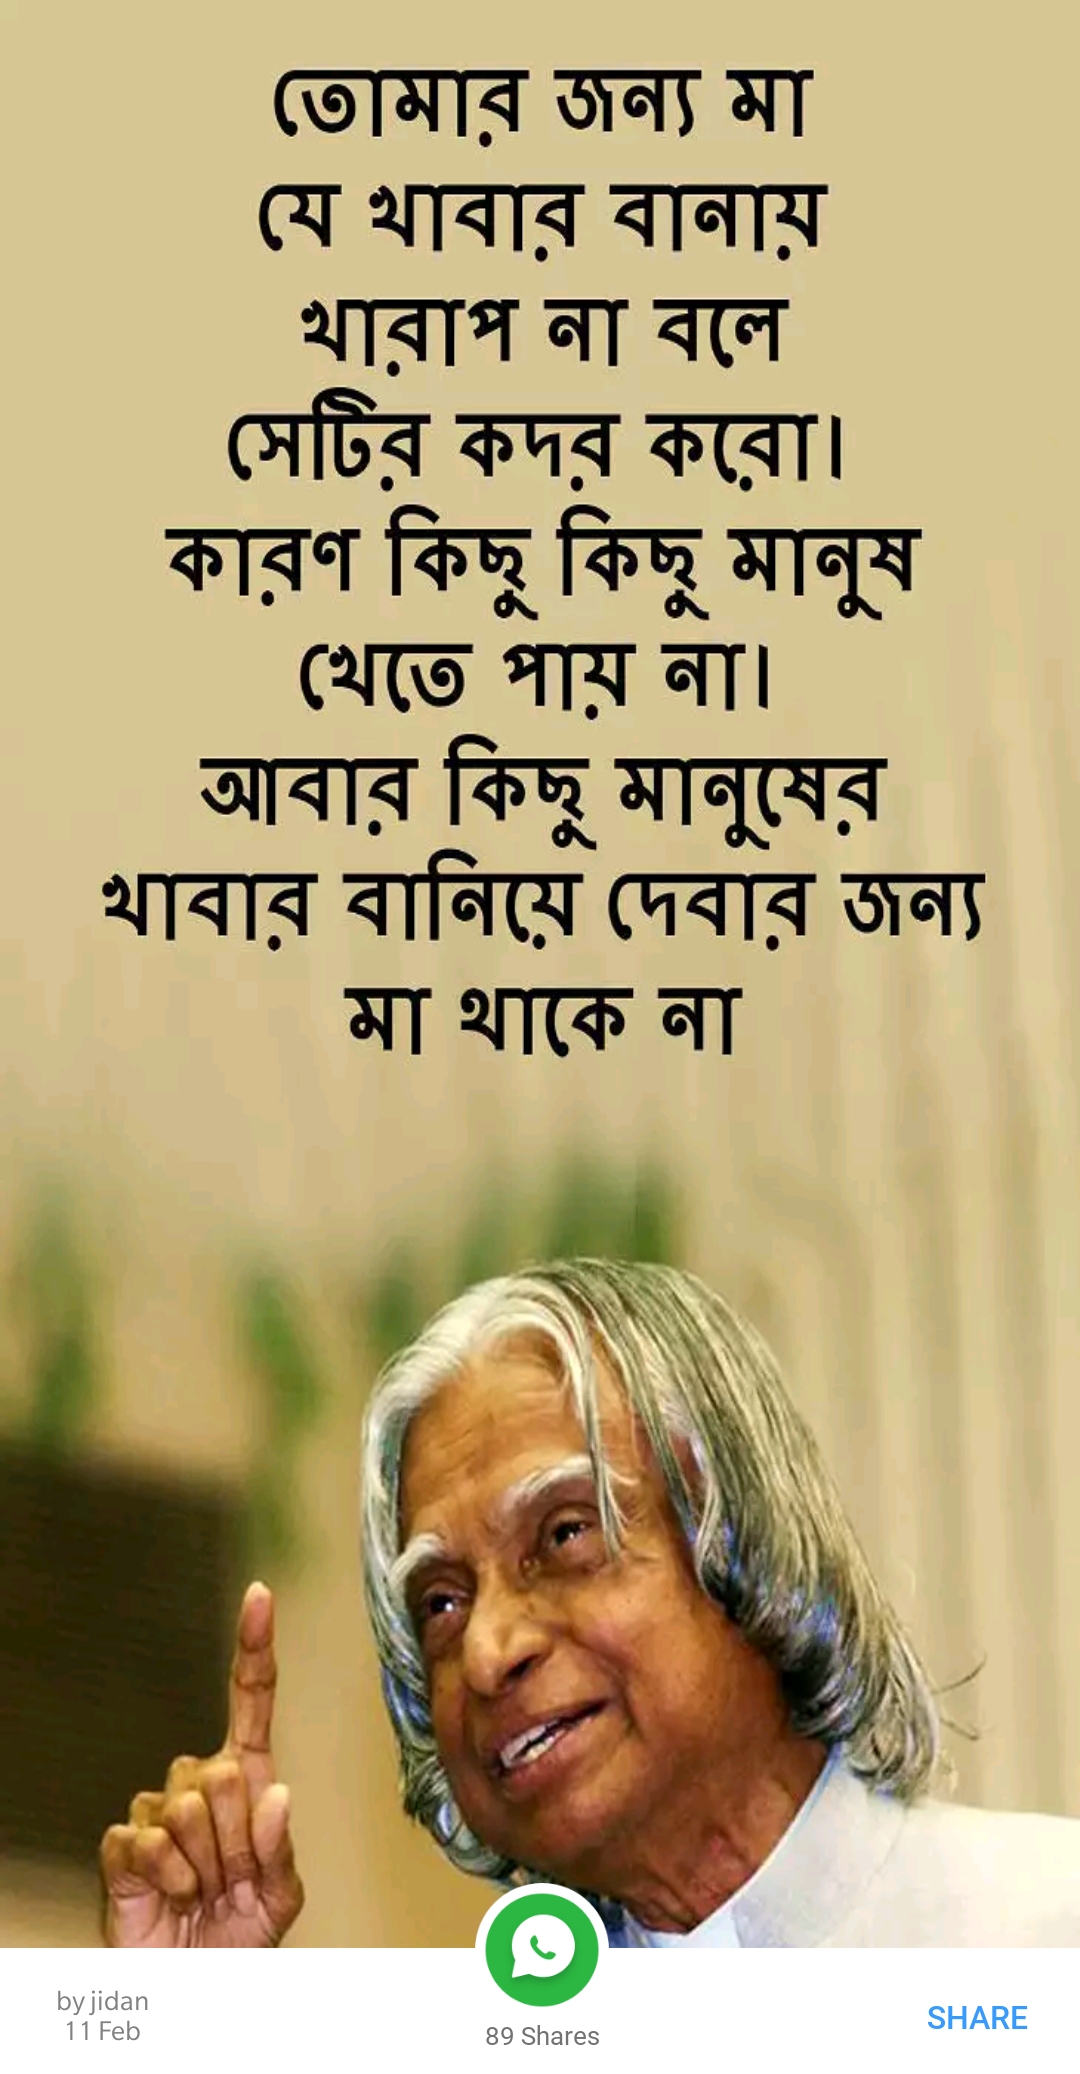 তোমার জন্য মা
যে খাবার বানায়
খারাপ না বলে
সেটির কদর করো।
কারণ কিছু কিছু মানুষ
খেতে পায় না।
আবার কিছু মানুষের
খাবার বানিয়ে দেবার জন্য
মা থাকে না
by jidan
11 Feb
89 Shares
SHARE